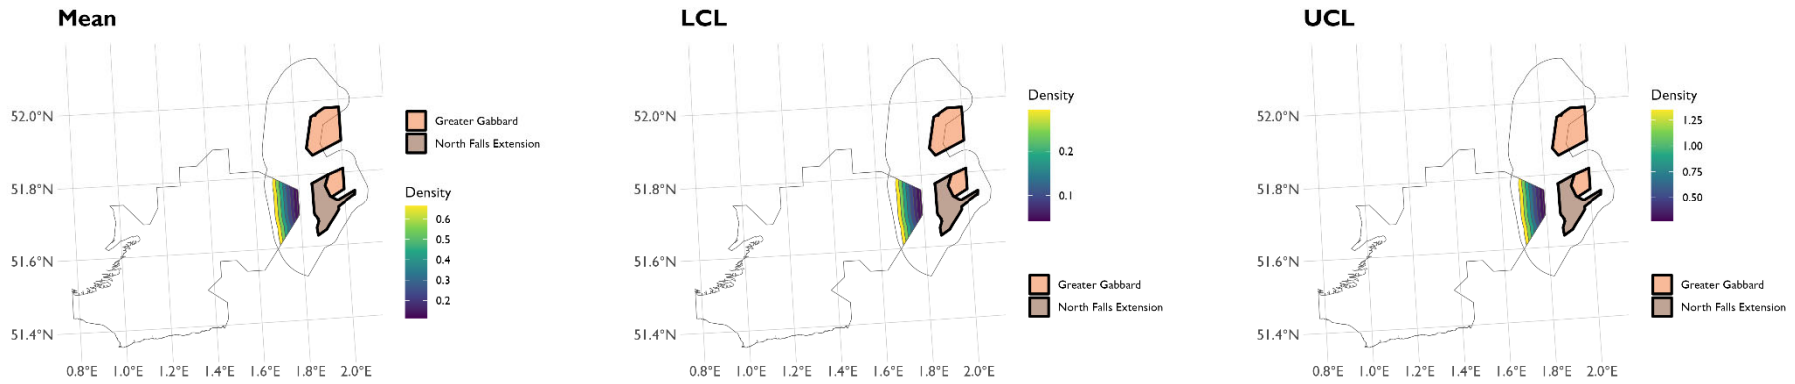 Mean
52.0°N
51.8°N
51.6°N
51.4°N
0.8°E 1.0°E 1.2°E 1.4°E 1.6°E 1.8°E 2.0°E
Greater Gabbard
North Falls Extension
Density
0.6
0.5
0.4
0.3
0.2
LCL
52.0°N
51.8°N
51.6°N
51.4°N
0.8°E 1.0°E 1.2°E 1.4°E 1.6°E 1.8°E 2.0°E
Density
0.2
0.1
Greater Gabbard
North Falls Extension
UCL
52.0°N
51.8°N
51.6°N
51.4°N
0.8°E 1.0°E 1.2°E 1.4°E 1.6°E 1.8°E 2.0°E
Density
1.25
1.00
0.75
0.50
Greater Gabbard
North Falls Extension